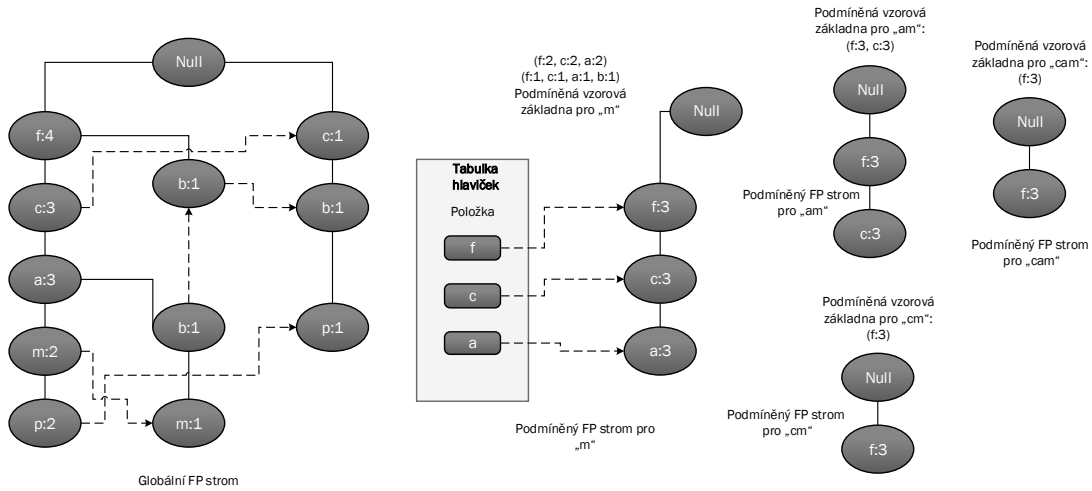 Null
f:4
c:1
b:1
c:3
b:1
a:3
b:1
m:2
p:1
p:2
m:1
Globální FP strom
(f:2, c:2, a:2)
(f:1, c:1, a:1, b:1)
Podmíněná vzorová
základna pro „m“
Null
Tabulka
hlaviček
Položka
f
c
a
f:3
c:3
a:3
Podmíněný FP strom pro
„m“
Podmíněná vzorová
základna pro „am“:
(f:3, c:3)
Null
f:3
Podmíněný FP strom
pro „am“
c:3
Podmíněná vzorová
základna pro „cam“:
(f:3)
Null
f:3
Podmíněný FP strom
pro „cam“
Podmíněná vzorová
základna pro „cm“:
(f:3)
Null
Podmíněný FP strom
pro „cm“
f:3